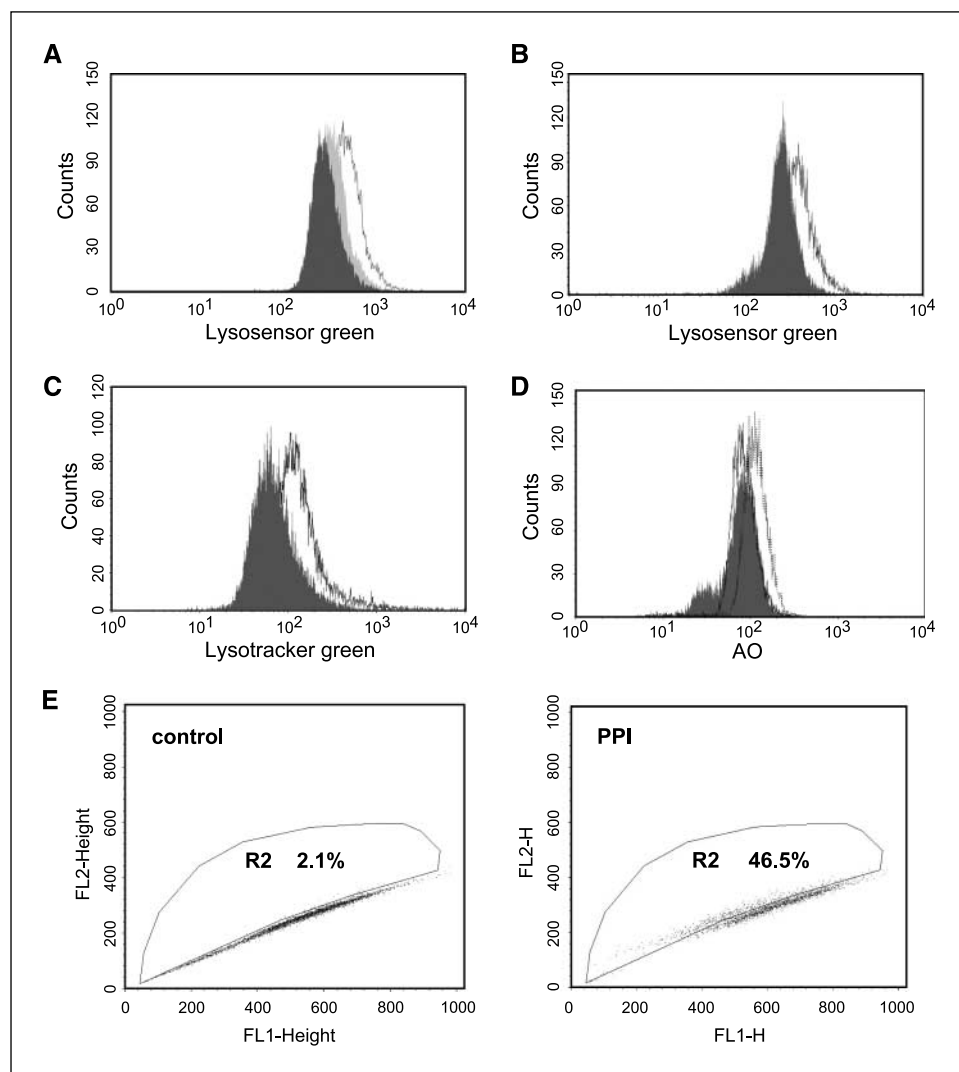 A
150
120
90
60
30
0
Counts
10^0 10^1 10^2 10^3 10^4
Lysosensor green
B
150
120
90
60
30
0
Counts
10^0 10^1 10^2 10^3 10^4
Lysosensor green
C
120
100
80
60
40
20
0
Counts
10^0 10^1 10^2 10^3 10^4
Lysotracker green
D
150
120
90
60
30
0
Counts
10^0 10^1 10^2 10^3 10^4
AO
E
control
R2 2.1%
1000
800
600
400
200
0
FL2-Height
0 200 400 600 800 1000
FL1-Height
PPI
R2 46.5%
1000
800
600
400
200
0
FL2-H
0 200 400 600 800 1000
FL1-H